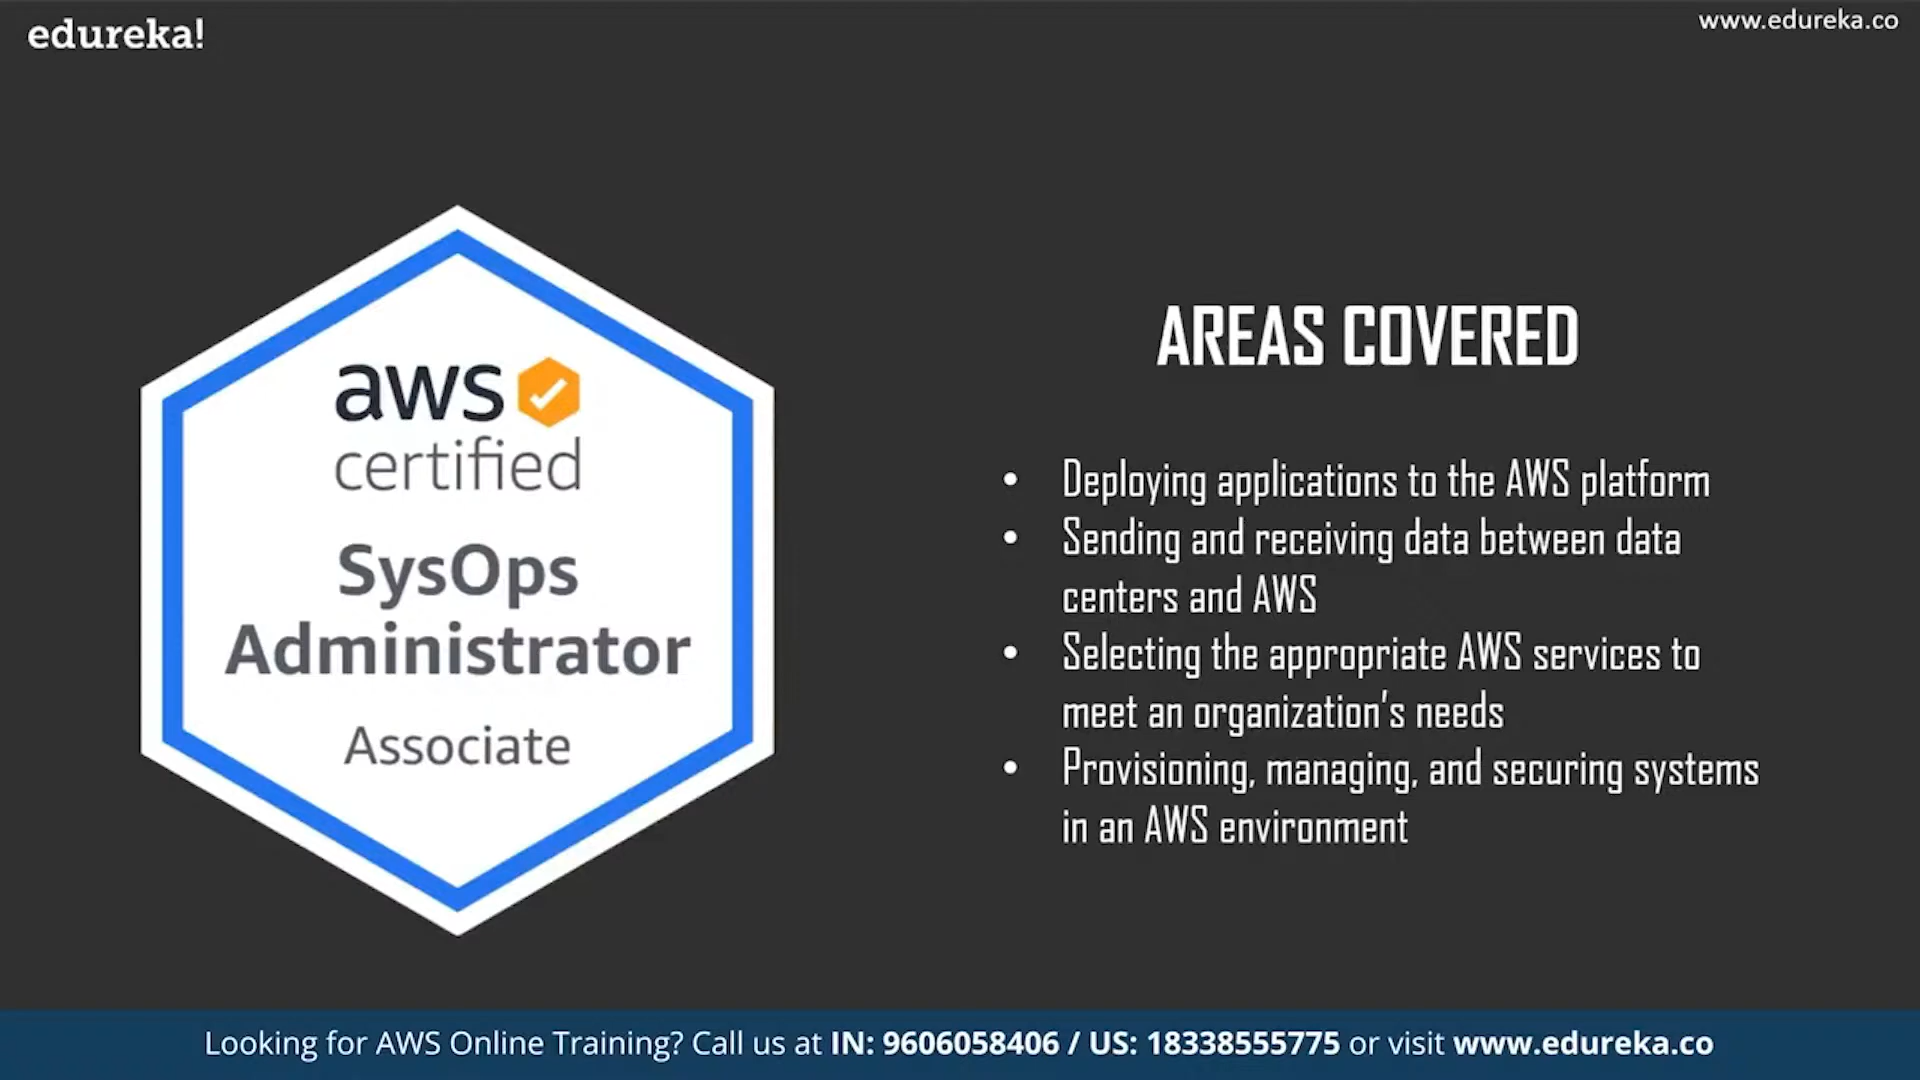 edureka!
www.edureka.co
aws
certified
SysOps
Administrator
Associate
AREAS COVERED
• Deploying applications to the AWS platform
• Sending and receiving data between data
centers and AWS
• Selecting the appropriate AWS services to
meet an organization's needs
• Provisioning, managing, and securing systems
in an AWS environment
Looking for AWS Online Training? Call us at IN: 9606058406 / US: 18338555775 or visit www.edureka.co